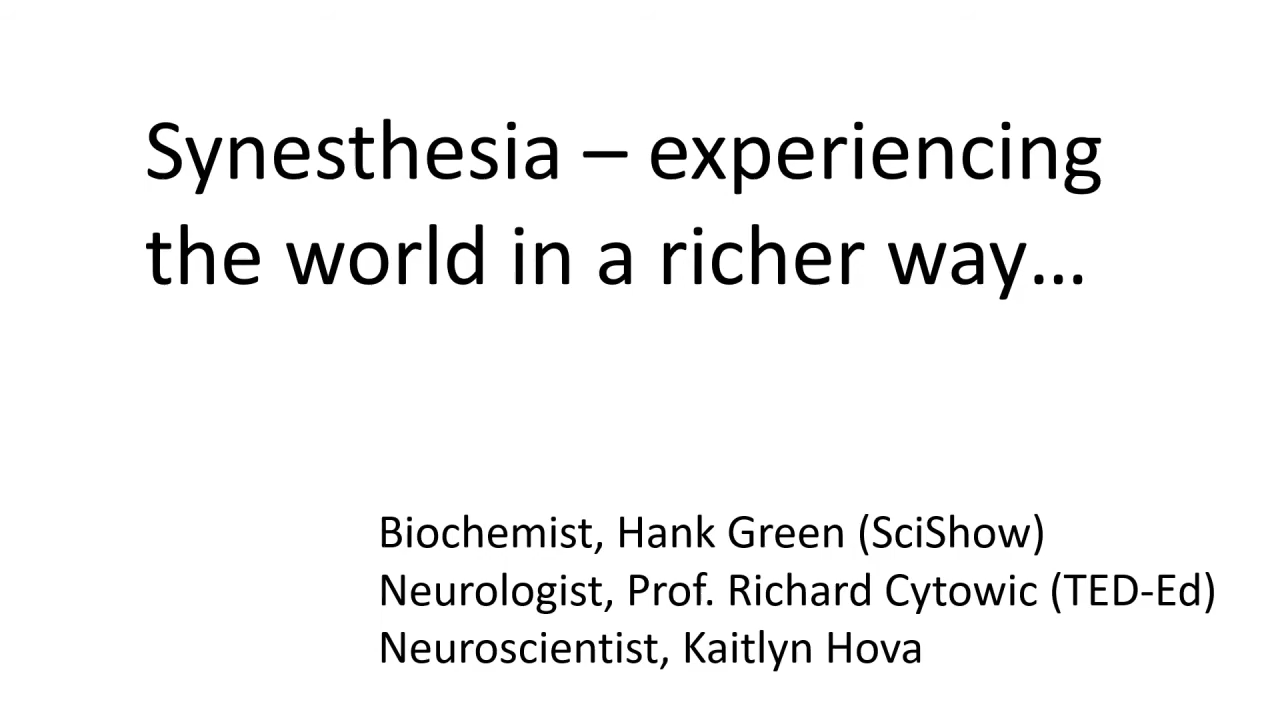 Synesthesia – experiencing
the world in a richer way...
Biochemist, Hank Green (SciShow)
Neurologist, Prof. Richard Cytowic (TED-Ed)
Neuroscientist, Kaitlyn Hova